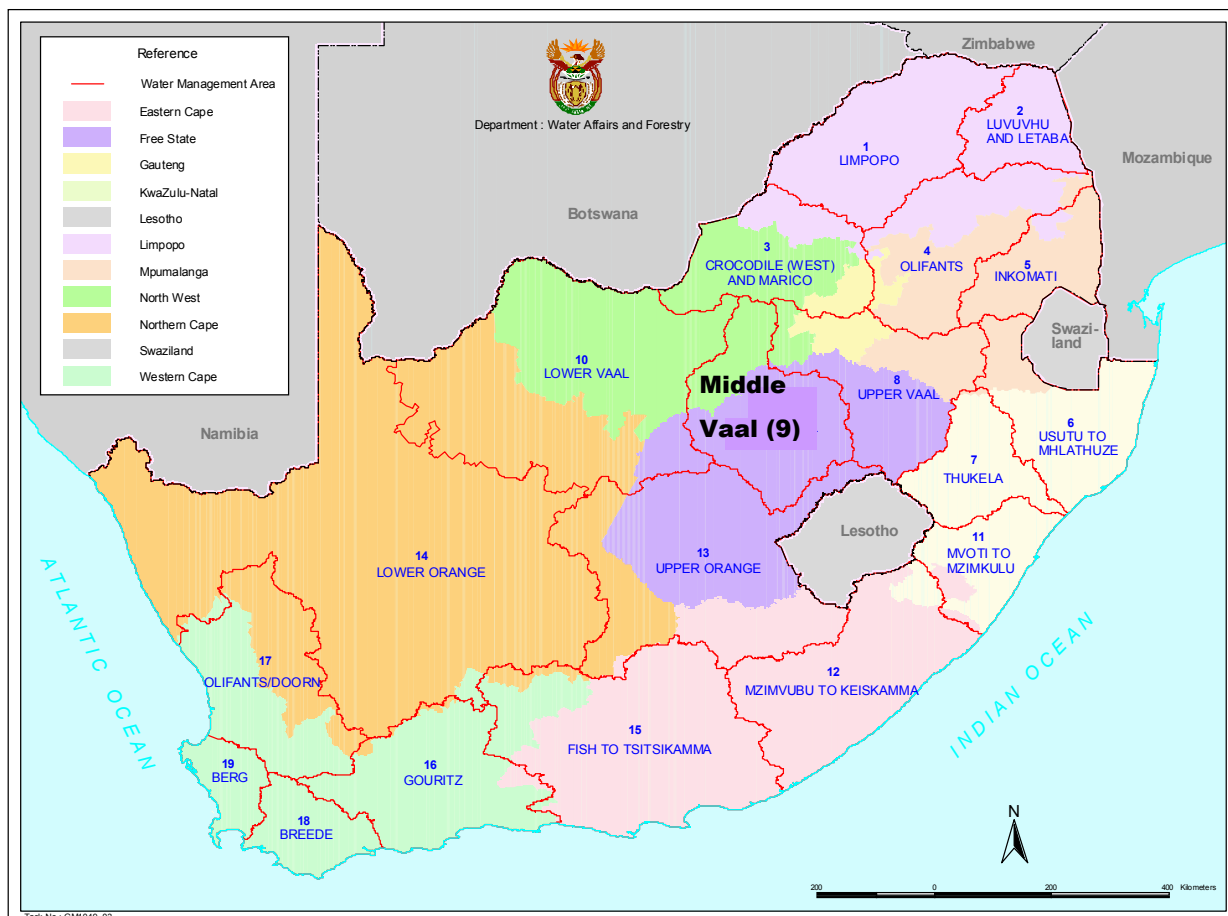 Reference
Water Management Area
Eastern Cape
Free State
Gauteng
KwaZulu-Natal
Lesotho
Limpopo
Mpumalanga
North West
Northern Cape
Swaziland
Western Cape
Department : Water Affairs and Forestry
Zimbabwe
Mozambique
Botswana
Namibia
Swazi-
land
Lesotho
1
LIMPOPO
2
LUVUVHU
AND LETABA
3
CROCODILE (WEST)
AND MARICO
4
OLIFANTS
5
INKOMATI
6
USUTU TO
MHLATHUZE
7
THUKELA
8
UPPER VAAL
Middle
Vaal (9)
10
LOWER VAAL
11
MVOTI TO
MZIMKULU
12
MZIMVUBU TO KEISKAMMA
13
UPPER ORANGE
14
LOWER ORANGE
15
FISH TO TSITSIKAMMA
16
GOURITZ
17
OLIFANTS/DOORN
18
BREEDE
19
BERG
ATLANTIC OCEAN
INDIAN OCEAN
N
200 0 200 400 Kilometers